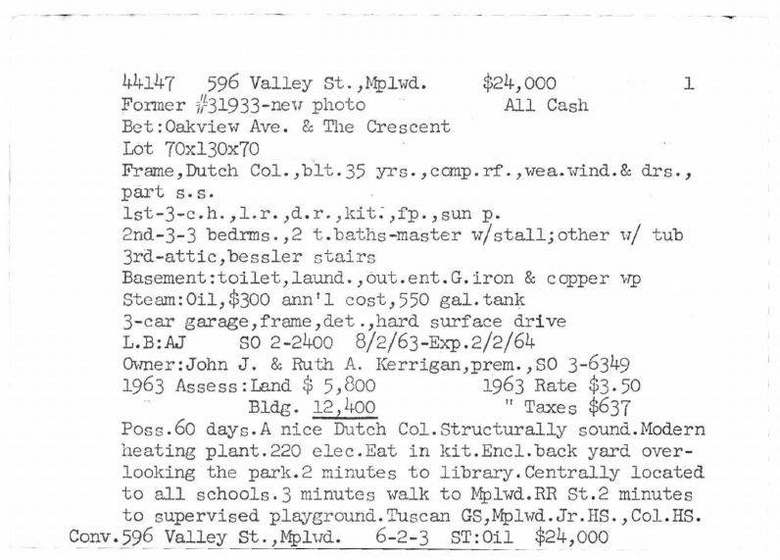 44147 596 Valley St.,Mplwd. $24,000 1
Former #31933-new photo All Cash
Bet:Oakview Ave. & The Crescent
Lot 70x130x70
Frame,Dutch Col.,blt.35 yrs.,comp.rf.,wea.wind.& drs.,
part s.s.
1st-3-c.h.,l.r.,d.r.,kit.,fp.,sun p.
2nd-3-3 bedrms.,2 t.baths-master w/stall;other w/ tub
3rd-attic,bessler stairs
Basement:toilet,laund.,out.ent.G.iron & copper wp
Steam:Oil,$300 ann'l cost,550 gal.tank
3-car garage,frame,det.,hard surface drive
L.B:AJ SO 2-2400 8/2/63-Exp.2/2/64
Owner:John J. & Ruth A. Kerrigan,prem.,SO 3-6349
1963 Assess:Land $ 5,800 1963 Rate $3.50
Bldg. 12,400 " Taxes $637
Poss.60 days.A nice Dutch Col.Structurally sound.Modern
heating plant.220 elec.Eat in kit.Encl.back yard over-
looking the park.2 minutes to library.Centrally located
to all schools.3 minutes walk to Mplwd.RR St.2 minutes
to supervised playground.Tuscan GS,Mplwd.Jr.HS.,Col.HS.
Conv.596 Valley St.,Mplwd. 6-2-3 ST:Oil $24,000